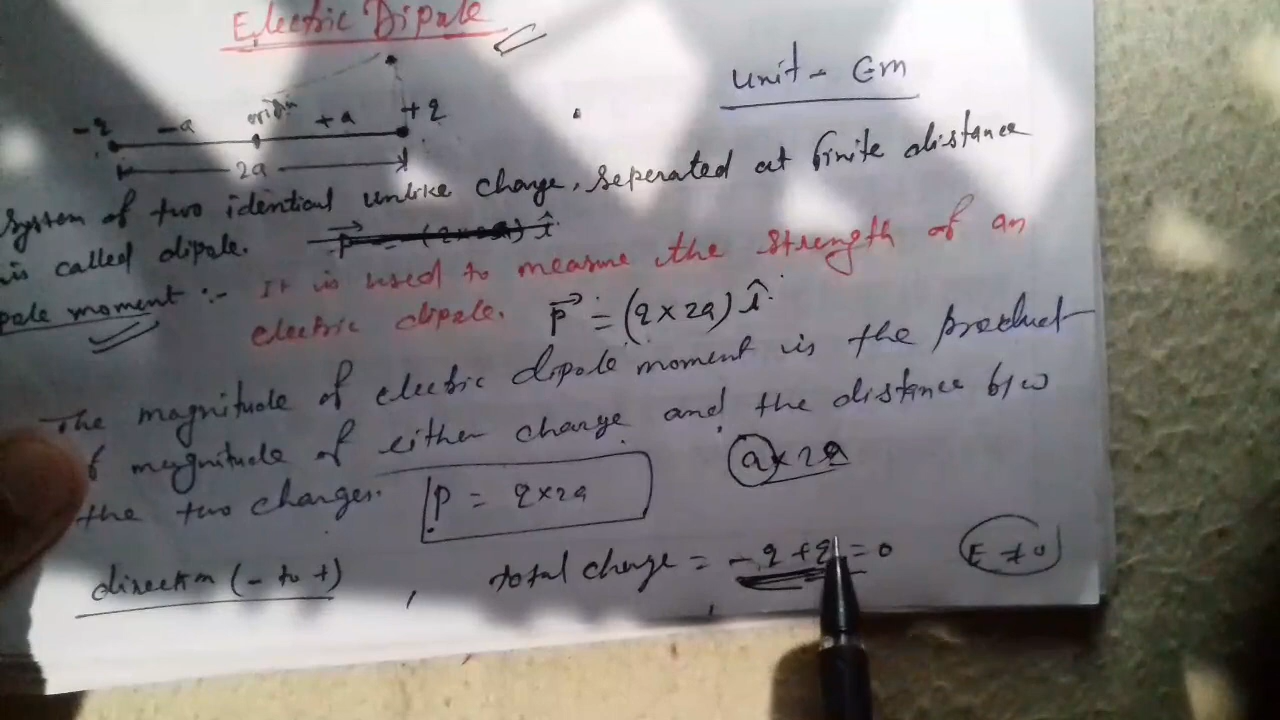 Electric Dipole
Unit - Cm
origin
-q -a +a +q
2a
System of two identical unlike charge, seperated at finite distance
is called dipole.
pole moment :- It is used to measure the strength of an
electric dipole. p⃗ = (q × 2a) î
The magnitude of electric dipole moment is the product
of magnitude of either charge and the distance b/w
the two charges. p = q×2a
q×2a
direction (- to +) , total charge = -q +q = 0 E ≠ 0